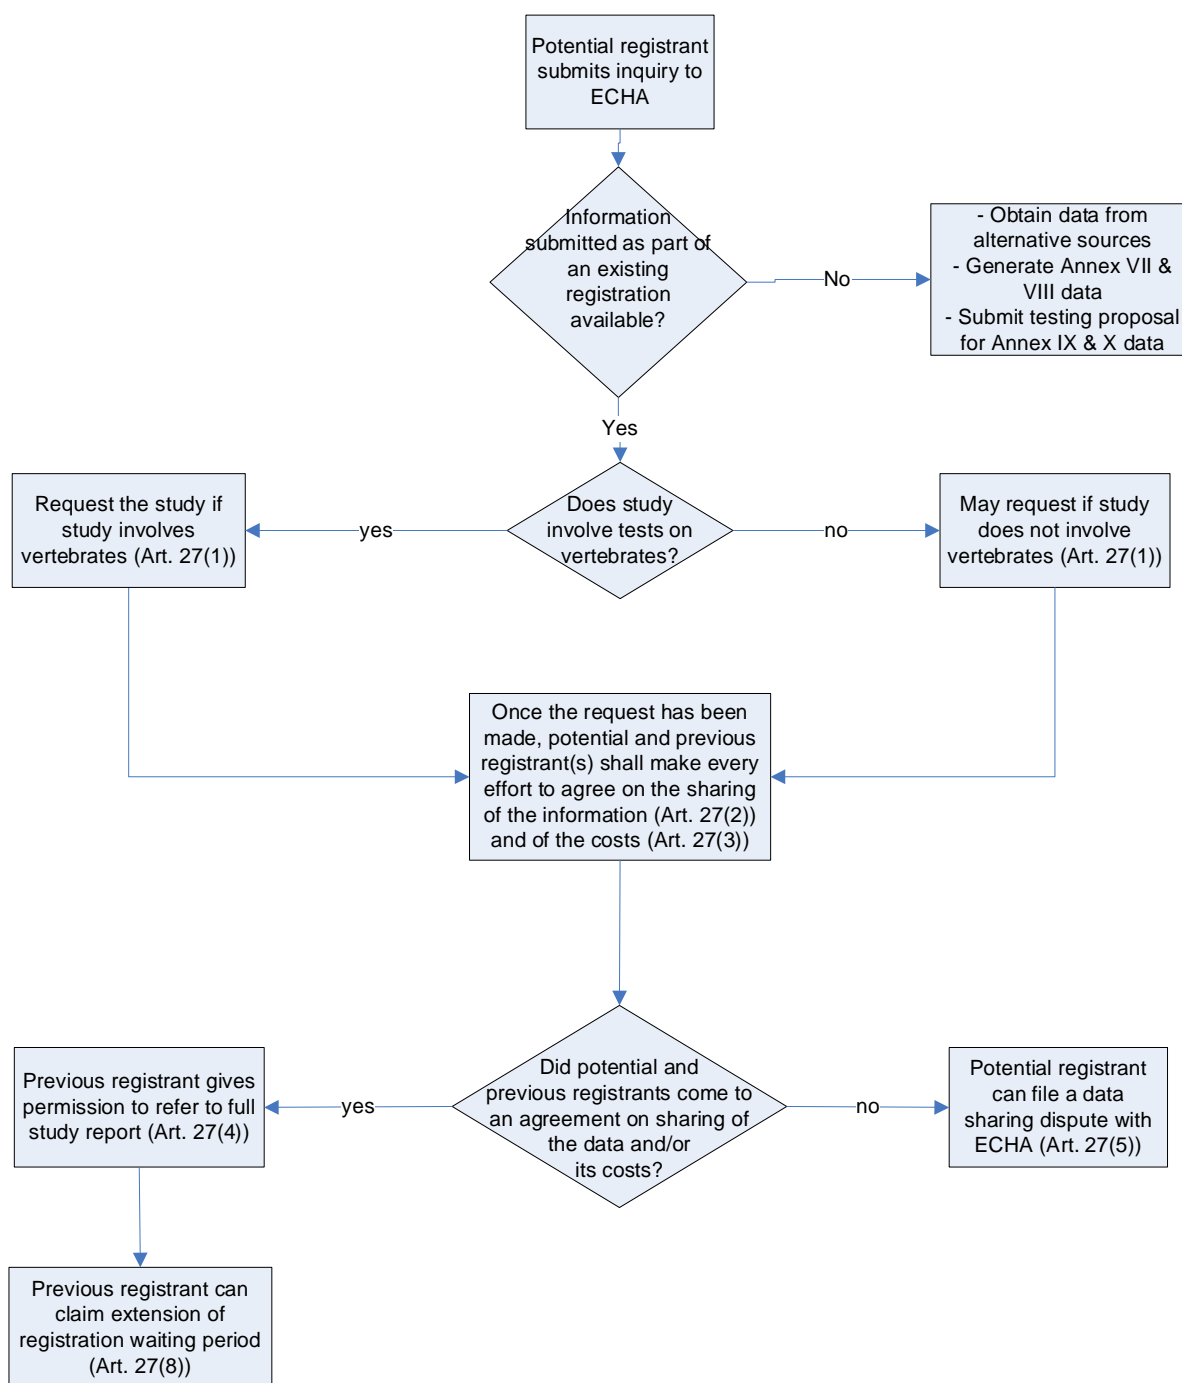 Potential registrant
submits inquiry to
ECHA
Information
submitted as part of
an existing
registration
available?
No
- Obtain data from
alternative sources
- Generate Annex VII &
VIII data
- Submit testing proposal
for Annex IX & X data
Yes
Request the study if
study involves
vertebrates (Art. 27(1))
yes
Does study
involve tests on
vertebrates?
no
May request if study
does not involve
vertebrates (Art. 27(1))
Once the request has been
made, potential and previous
registrant(s) shall make every
effort to agree on the sharing
of the information (Art. 27(2))
and of the costs (Art. 27(3))
Previous registrant gives
permission to refer to full
study report (Art. 27(4))
yes
Did potential and
previous registrants come to
an agreement on sharing of
the data and/or
its costs?
no
Potential registrant
can file a data
sharing dispute with
ECHA (Art. 27(5))
Previous registrant can
claim extension of
registration waiting period
(Art. 27(8))